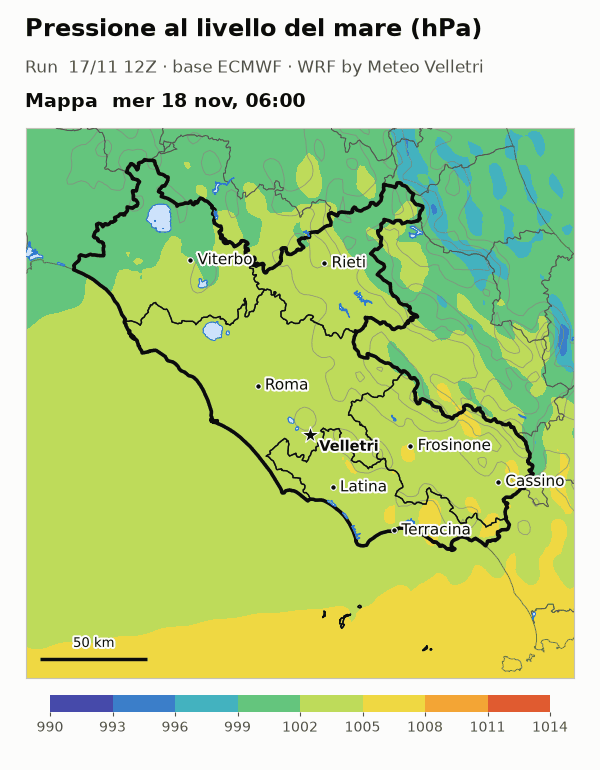 Pressione al livello del mare (hPa)
Run  17/11 12Z · base ECMWF · WRF by Meteo Velletri
Mappa  mer 18 nov, 06:00
Viterbo
Rieti
Roma
Velletri
Frosinone
Cassino
Latina
Terracina
50 km
990 993 996 999 1002 1005 1008 1011 1014